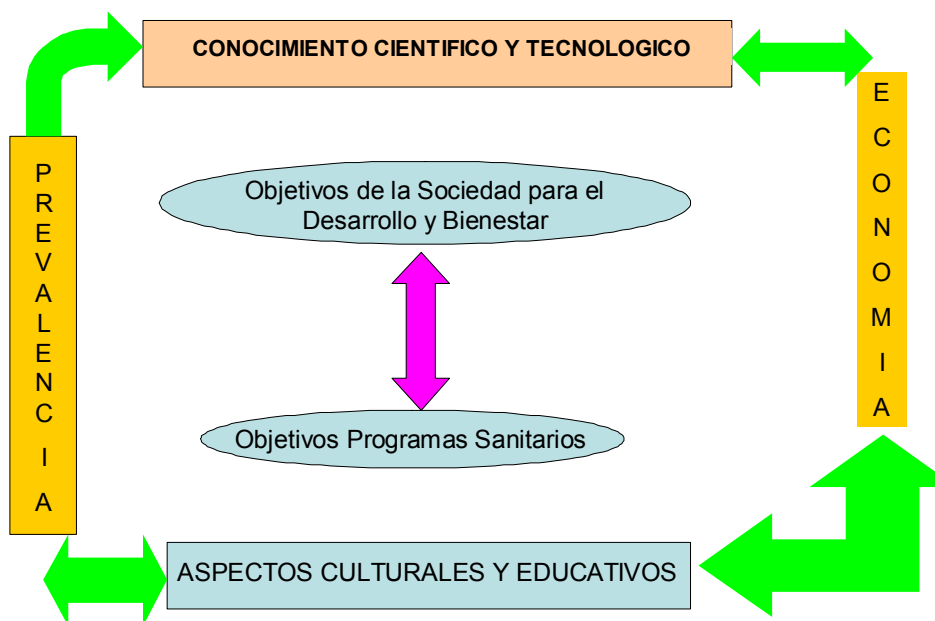 CONOCIMIENTO CIENTIFICO Y TECNOLOGICO
ECONOMIA
PREVALENCIA
Objetivos de la Sociedad para el
Desarrollo y Bienestar
Objetivos Programas Sanitarios
ASPECTOS CULTURALES Y EDUCATIVOS